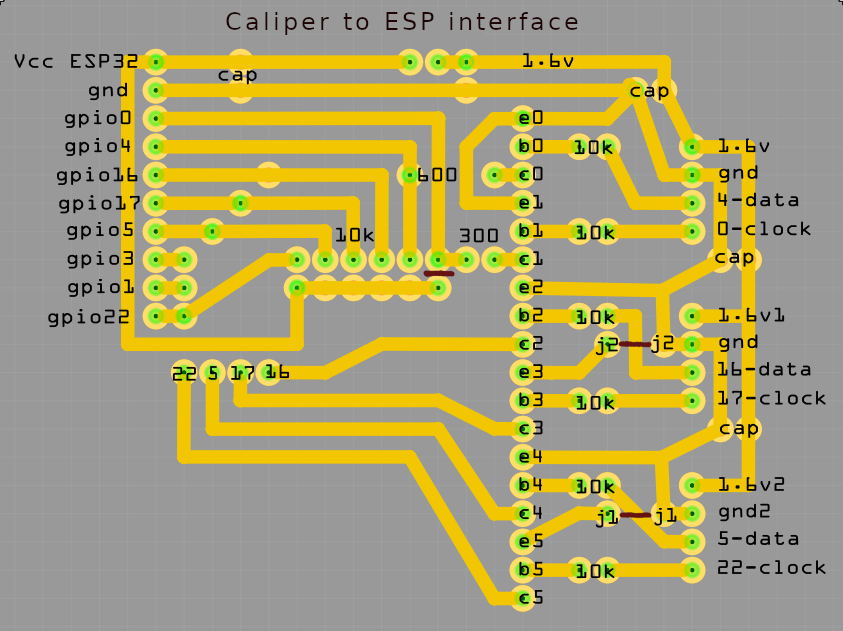 Caliper to ESP interface
Vcc ESP32
1.6v
cap
gnd
cap
gpio0
e0
gpio4
b0
10k
1.6v
gpio16
600
c0
gnd
gpio17
e1
4-data
gpio5
10k
300
b1
10k
0-clock
gpio3
c1
cap
gpio1
e2
gpio22
b2
10k
1.6v1
c2
j2
j2
gnd
22 5 17 16
e3
16-data
b3
10k
17-clock
c3
cap
e4
b4
10k
1.6v2
c4
j1
j1
gnd2
e5
5-data
b5
10k
22-clock
c5